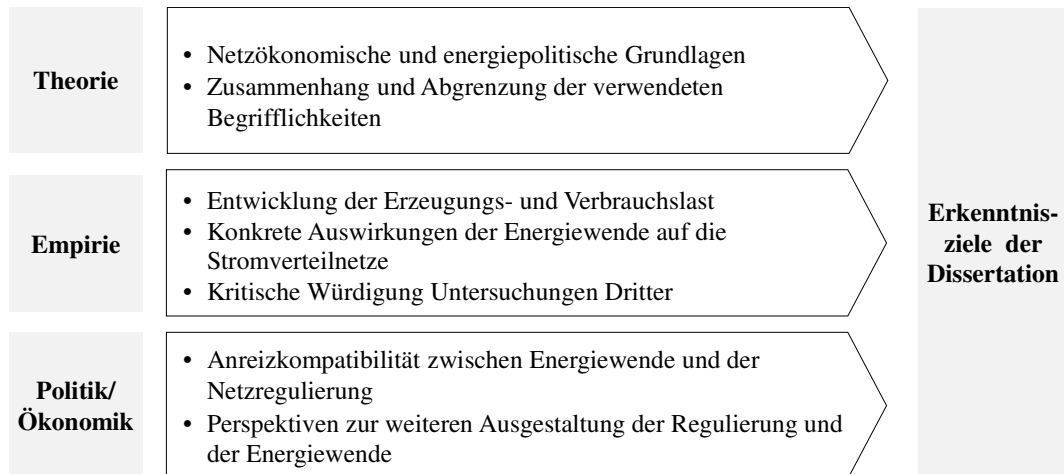 Theorie
• Netzökonomische und energiepolitische Grundlagen
• Zusammenhang und Abgrenzung der verwendeten
Begrifflichkeiten
Empirie
• Entwicklung der Erzeugungs- und Verbrauchslast
• Konkrete Auswirkungen der Energiewende auf die
Stromverteilnetze
• Kritische Würdigung Untersuchungen Dritter
Politik/
Ökonomik
• Anreizkompatibilität zwischen Energiewende und der
Netzregulierung
• Perspektiven zur weiteren Ausgestaltung der Regulierung und
der Energiewende
Erkenntnis-
ziele der
Dissertation